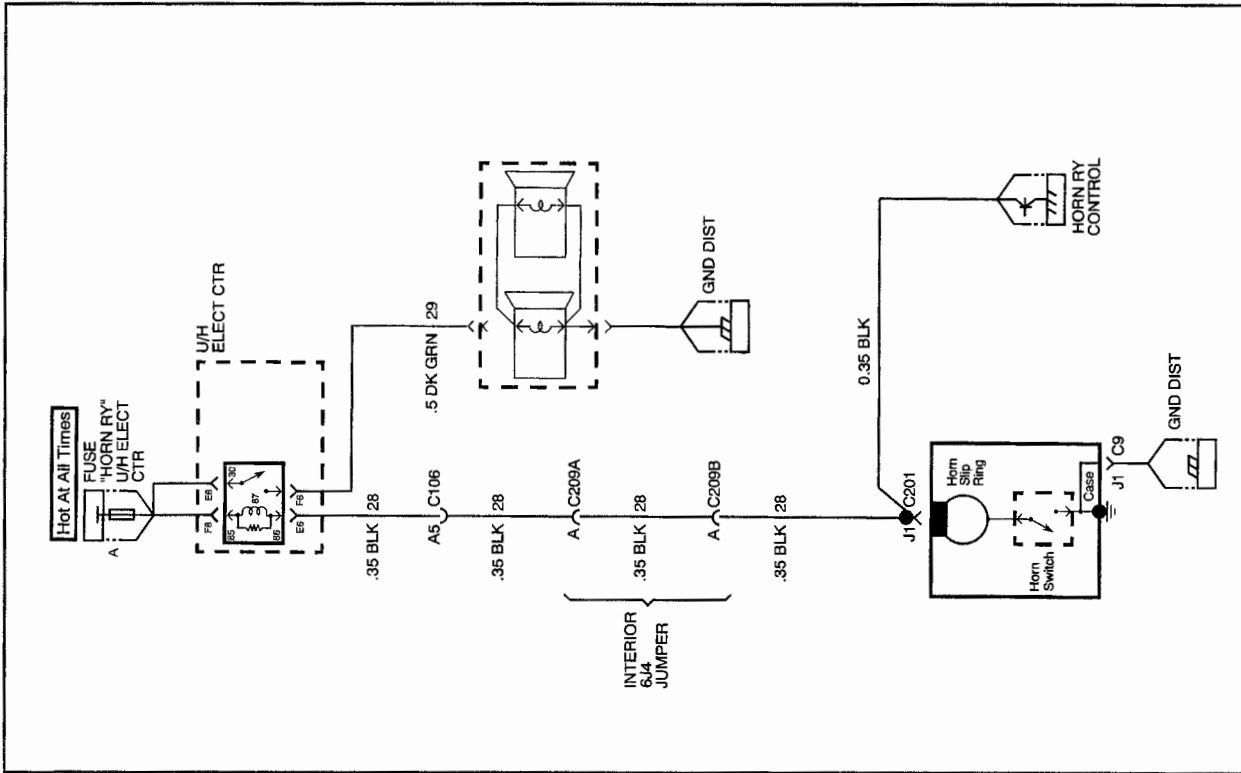 Hot At All Times
FUSE
"HORN RY"
U/H ELECT
CTR
A
U/H
ELECT CTR
F8
E8
30
87
85
86
E6
F6
.35 BLK 28
.5 DK GRN 29
A5 C106
.35 BLK 28
A C209A
.35 BLK 28
A C209B
.35 BLK 28
INTERIOR
6J4
JUMPER
GND DIST
0.35 BLK
HORN RY
CONTROL
J1 C201
Horn
Slip
Ring
Horn
Switch
Case
J1 C9
GND DIST